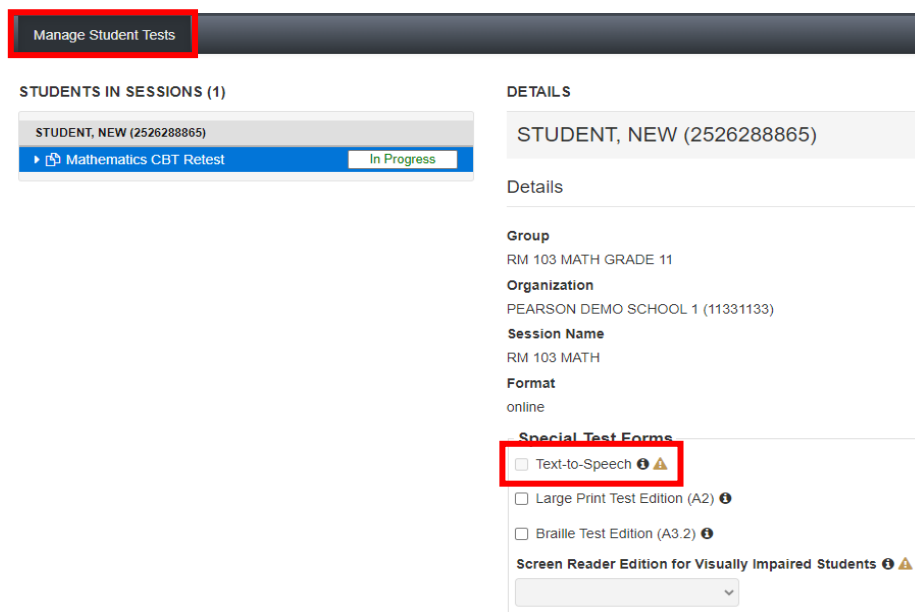 Manage Student Tests
STUDENTS IN SESSIONS (1)
STUDENT, NEW (2526288865)
Mathematics CBT Retest In Progress
DETAILS
STUDENT, NEW (2526288865)
Details
Group
RM 103 MATH GRADE 11
Organization
PEARSON DEMO SCHOOL 1 (11331133)
Session Name
RM 103 MATH
Format
online
Special Test Forms
Text-to-Speech
Large Print Test Edition (A2)
Braille Test Edition (A3.2)
Screen Reader Edition for Visually Impaired Students